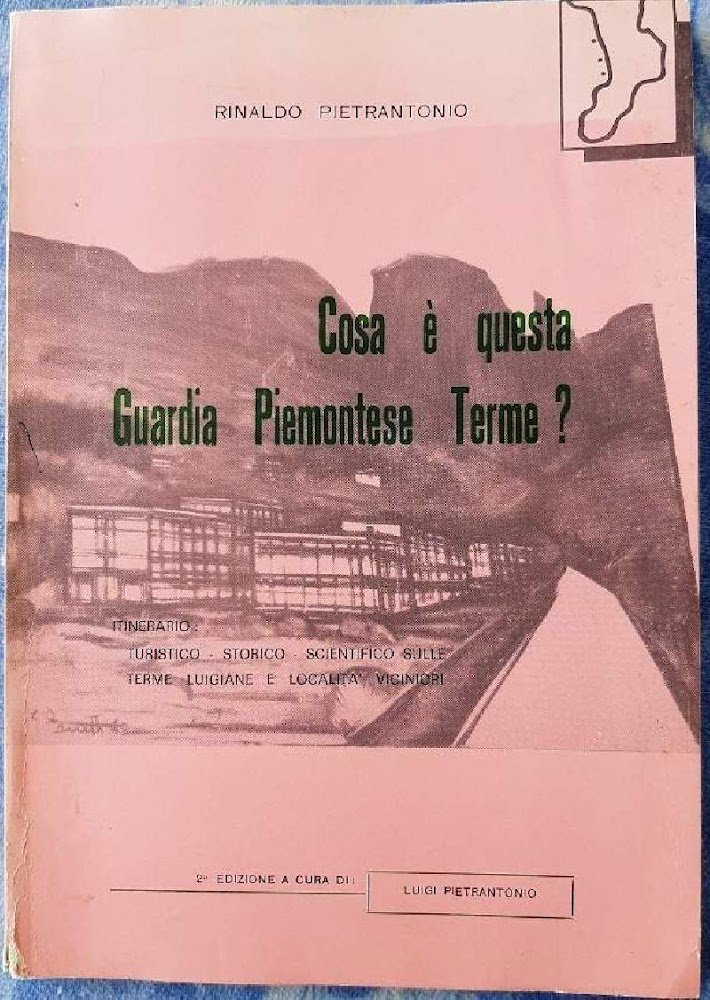 RINALDO PIETRANTONIO
Cosa è questa
Guardia Piemontese Terme ?
ITINERARIO :
TURISTICO - STORICO - SCIENTIFICO SULLE
TERME LUIGIANE E LOCALITA' VICINIORI
2ª EDIZIONE A CURA DI :
LUIGI PIETRANTONIO